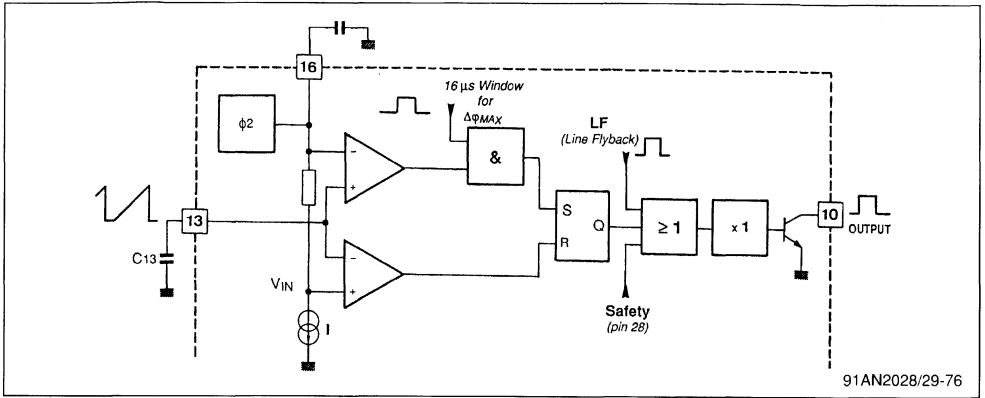 16
16 μs Window
for
ΔφMAX
φ2
LF
(Line Flyback)
−
+
&
S
Q
R
≥ 1
x 1
10
OUTPUT
13
C13
−
+
VIN
I
Safety
(pin 28)
91AN2028/29-76